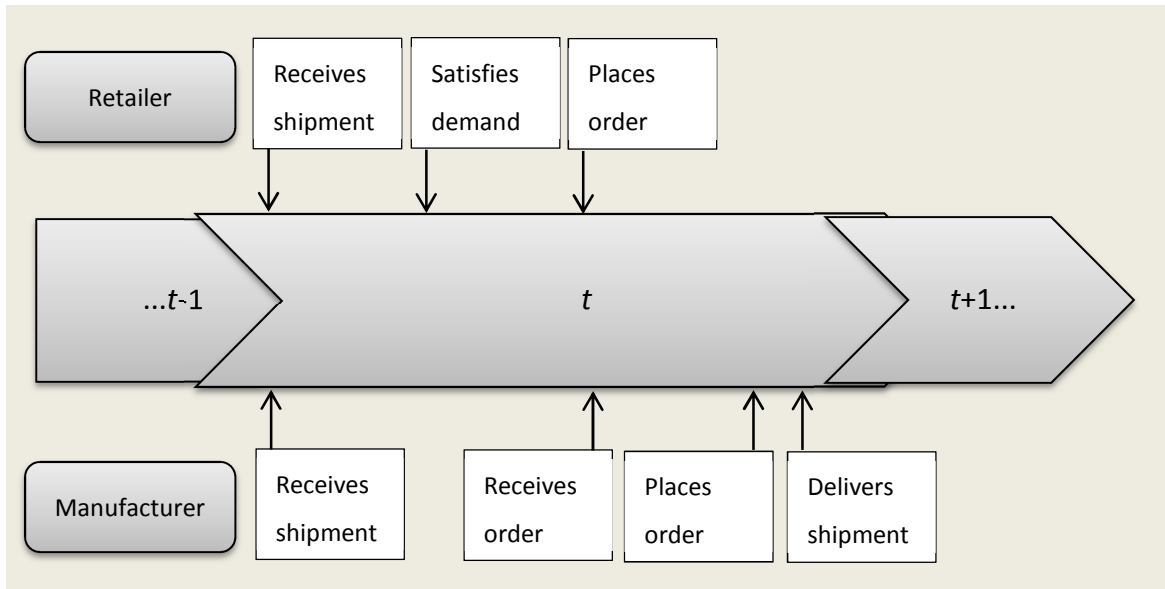 Retailer
Receives
shipment
Satisfies
demand
Places
order
...t-1
t
t+1...
Manufacturer
Receives
shipment
Receives
order
Places
order
Delivers
shipment